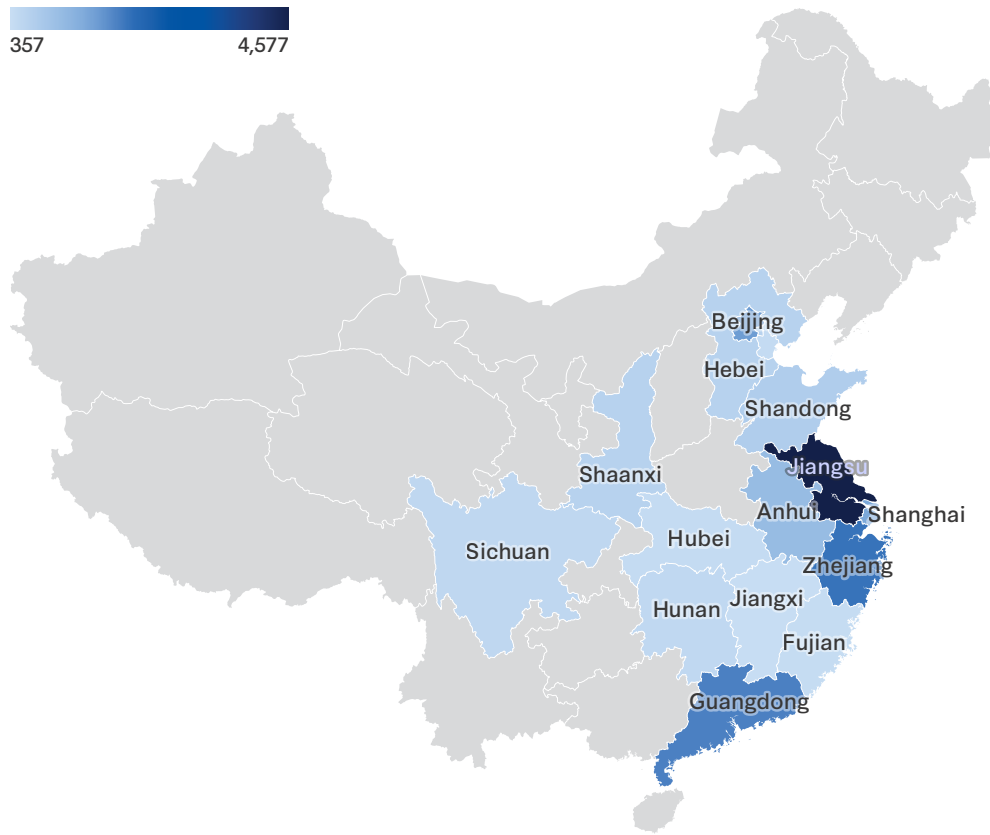 357
4,577
Beijing
Hebei
Shandong
Jiangsu
Shaanxi
Anhui
Shanghai
Hubei
Sichuan
Zhejiang
Jiangxi
Hunan
Fujian
Guangdong